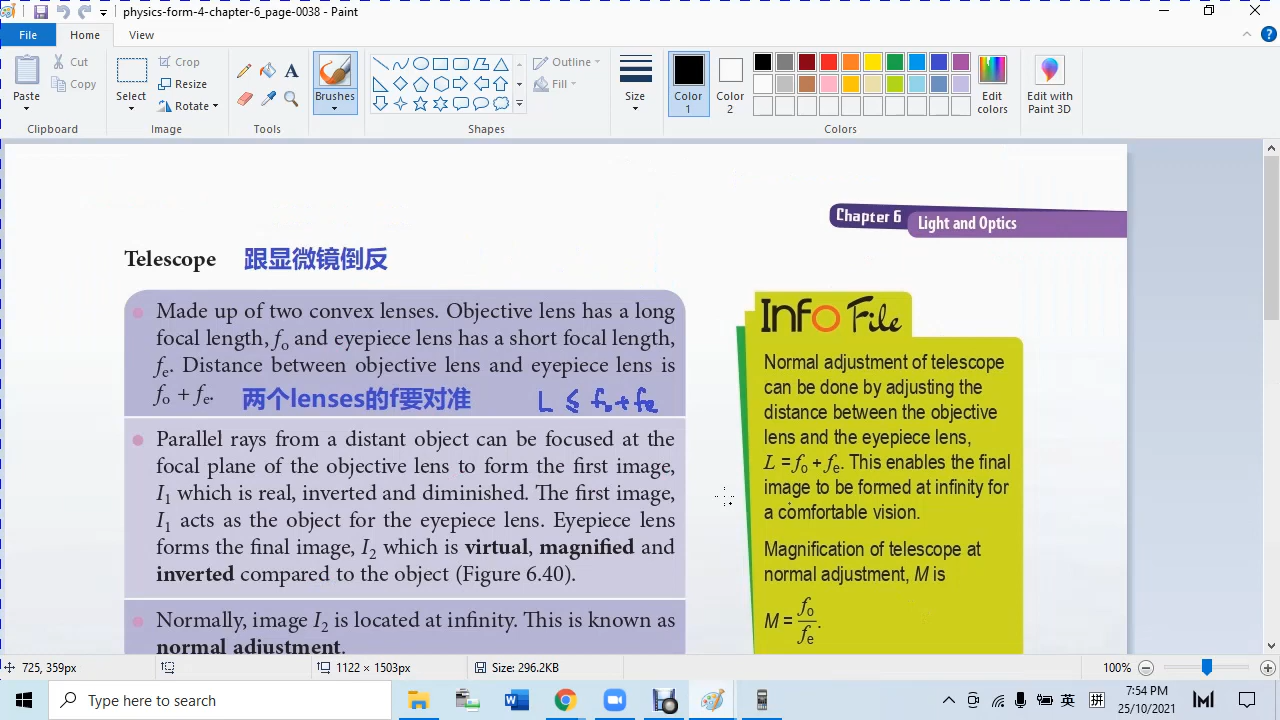 physics-form-4-chapter-6_page-0038 - Paint
File
Home
View
Paste
Cut
Copy
Clipboard
Select
Crop
Resize
Rotate
Image
A
Tools
Brushes
Outline
Fill
Shapes
Size
Color 1
Color 2
Edit colors
Edit with Paint 3D
Colors
Chapter 6 Light and Optics
Telescope 跟显微镜倒反
Made up of two convex lenses. Objective lens has a long
focal length, fo and eyepiece lens has a short focal length,
fe. Distance between objective lens and eyepiece lens is
fo + fe. 两个lenses的f要对准 L ≤ fo + fe
Parallel rays from a distant object can be focused at the
focal plane of the objective lens to form the first image,
I1 which is real, inverted and diminished. The first image,
I1 acts as the object for the eyepiece lens. Eyepiece lens
forms the final image, I2 which is virtual, magnified and
inverted compared to the object (Figure 6.40).
Normally, image I2 is located at infinity. This is known as
normal adjustment.
Info File
Normal adjustment of telescope
can be done by adjusting the
distance between the objective
lens and the eyepiece lens,
L = fo + fe. This enables the final
image to be formed at infinity for
a comfortable vision.
Magnification of telescope at
normal adjustment, M is
M = fo/fe.
725, 359px
1122 × 1503px
Size: 296.2KB
100%
Type here to search
英
拼
7:54 PM
25/10/2021